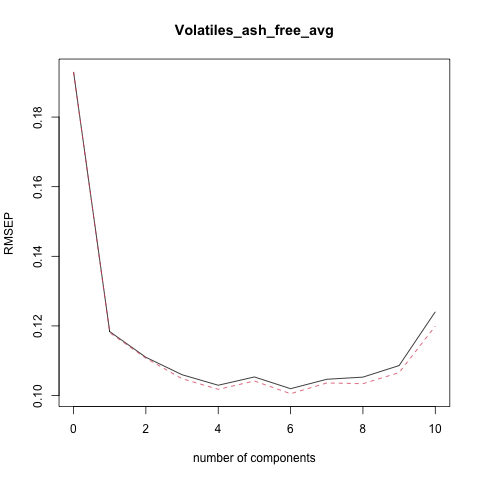 Volatiles_ash_free_avg
RMSEP
0.18
0.16
0.14
0.12
0.10
0 2 4 6 8 10
number of components